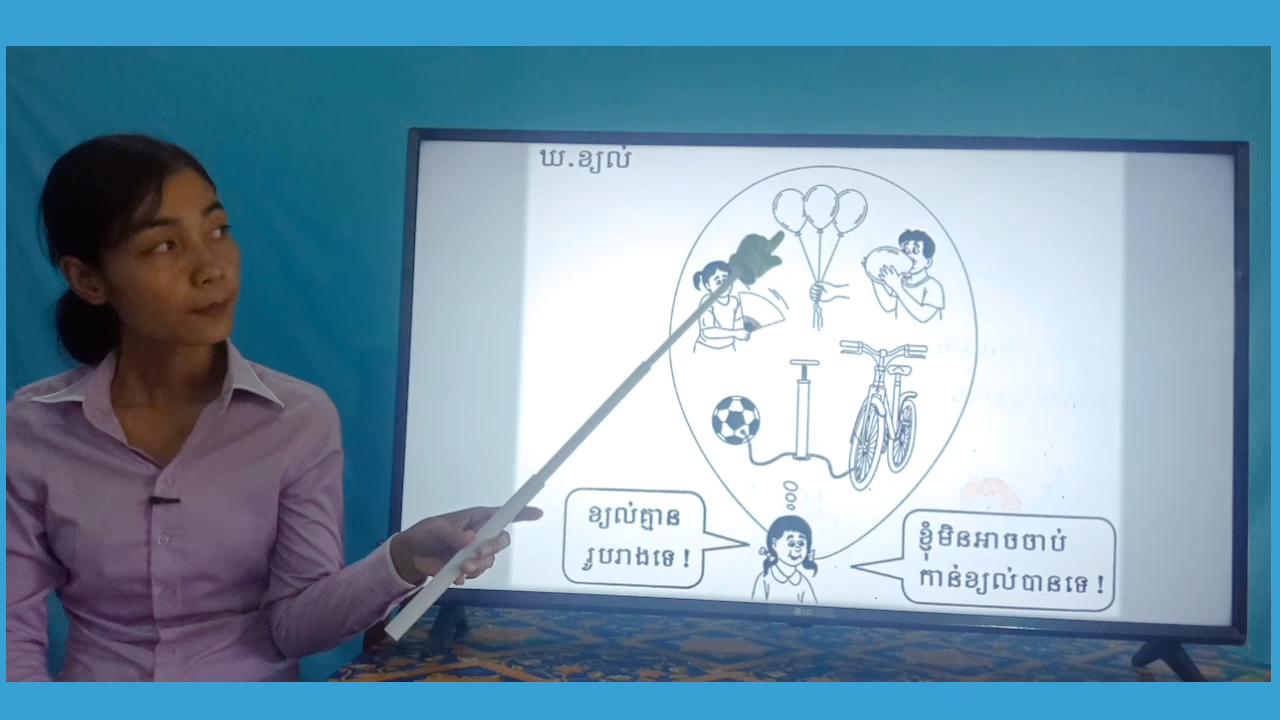 ឃ.ខ្យល់
ខ្យល់គ្មាន
រូបរាងទេ !
ខ្ញុំមិនអាចចាប់
កាន់ខ្យល់បានទេ !
LG